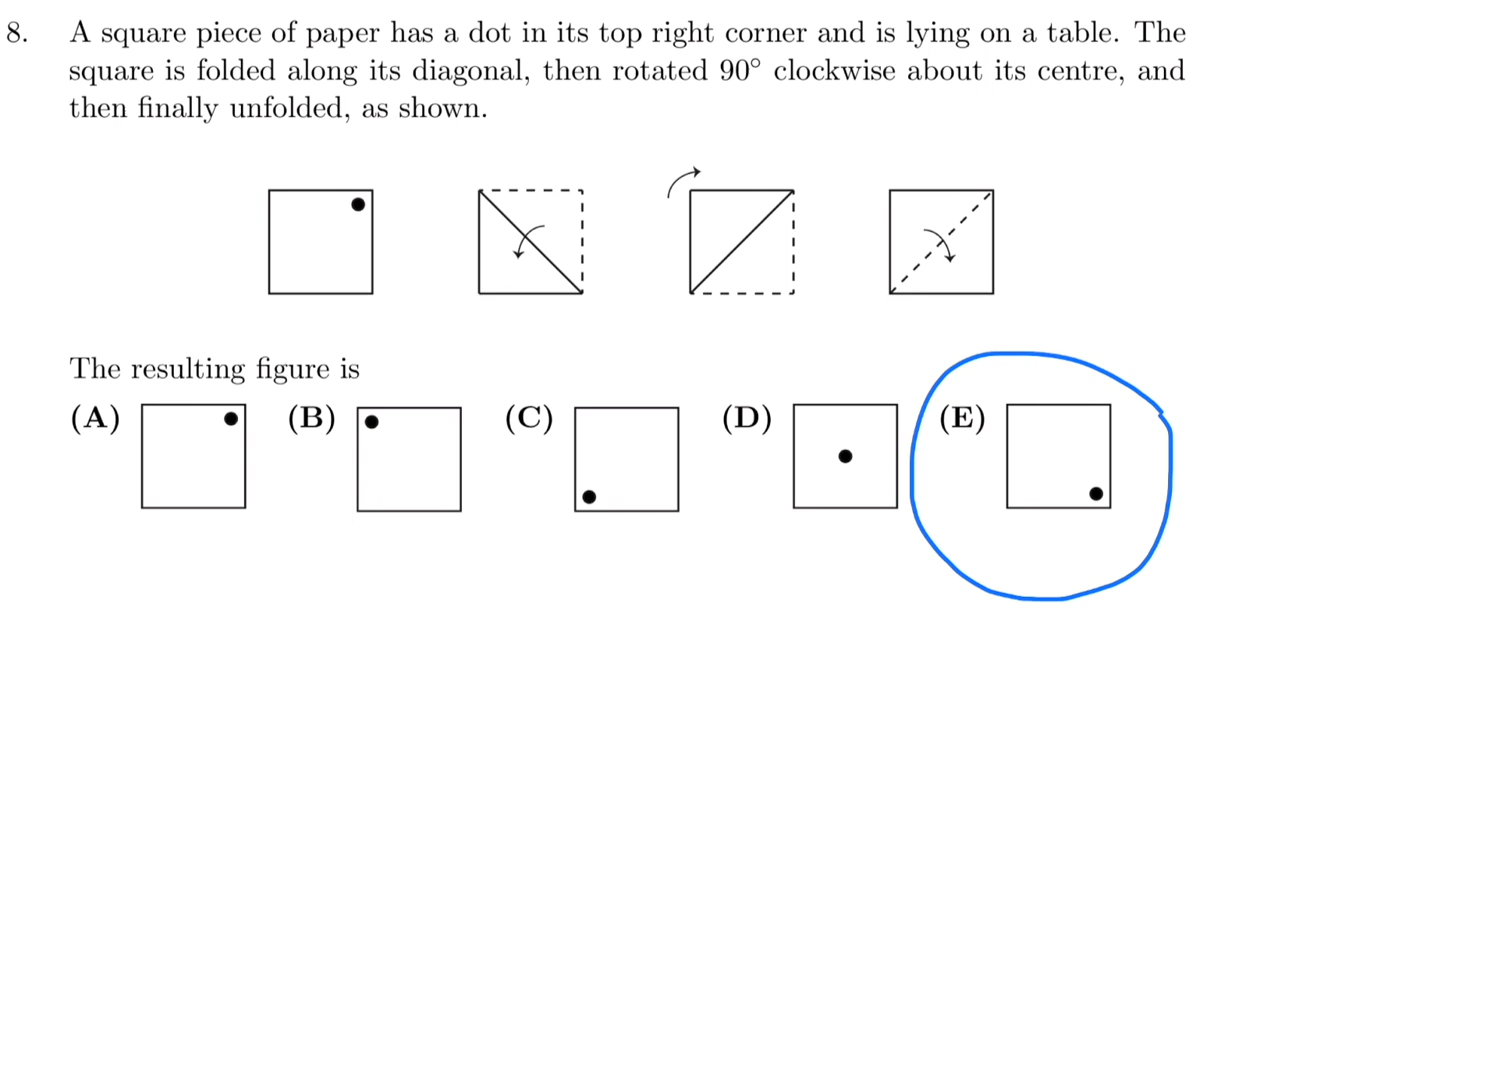 8. A square piece of paper has a dot in its top right corner and is lying on a table. The
square is folded along its diagonal, then rotated 90° clockwise about its centre, and
then finally unfolded, as shown.
The resulting figure is
(A) (B) (C) (D) (E)